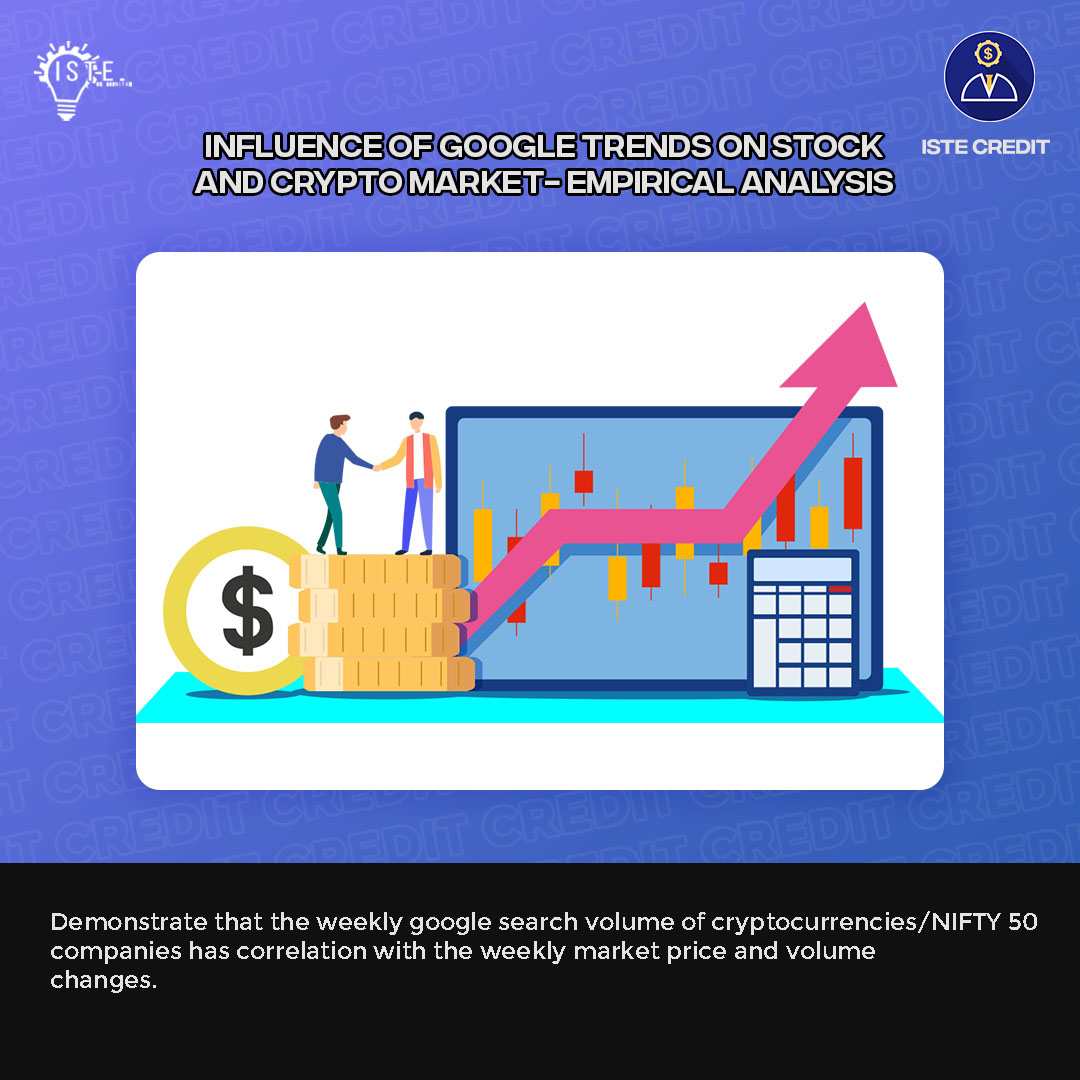 ISTE.
ISTE CREDIT
INFLUENCE OF GOOGLE TRENDS ON STOCK
AND CRYPTO MARKET- EMPIRICAL ANALYSIS
$
$
Demonstrate that the weekly google search volume of cryptocurrencies/NIFTY 50
companies has correlation with the weekly market price and volume
changes.
CREDIT